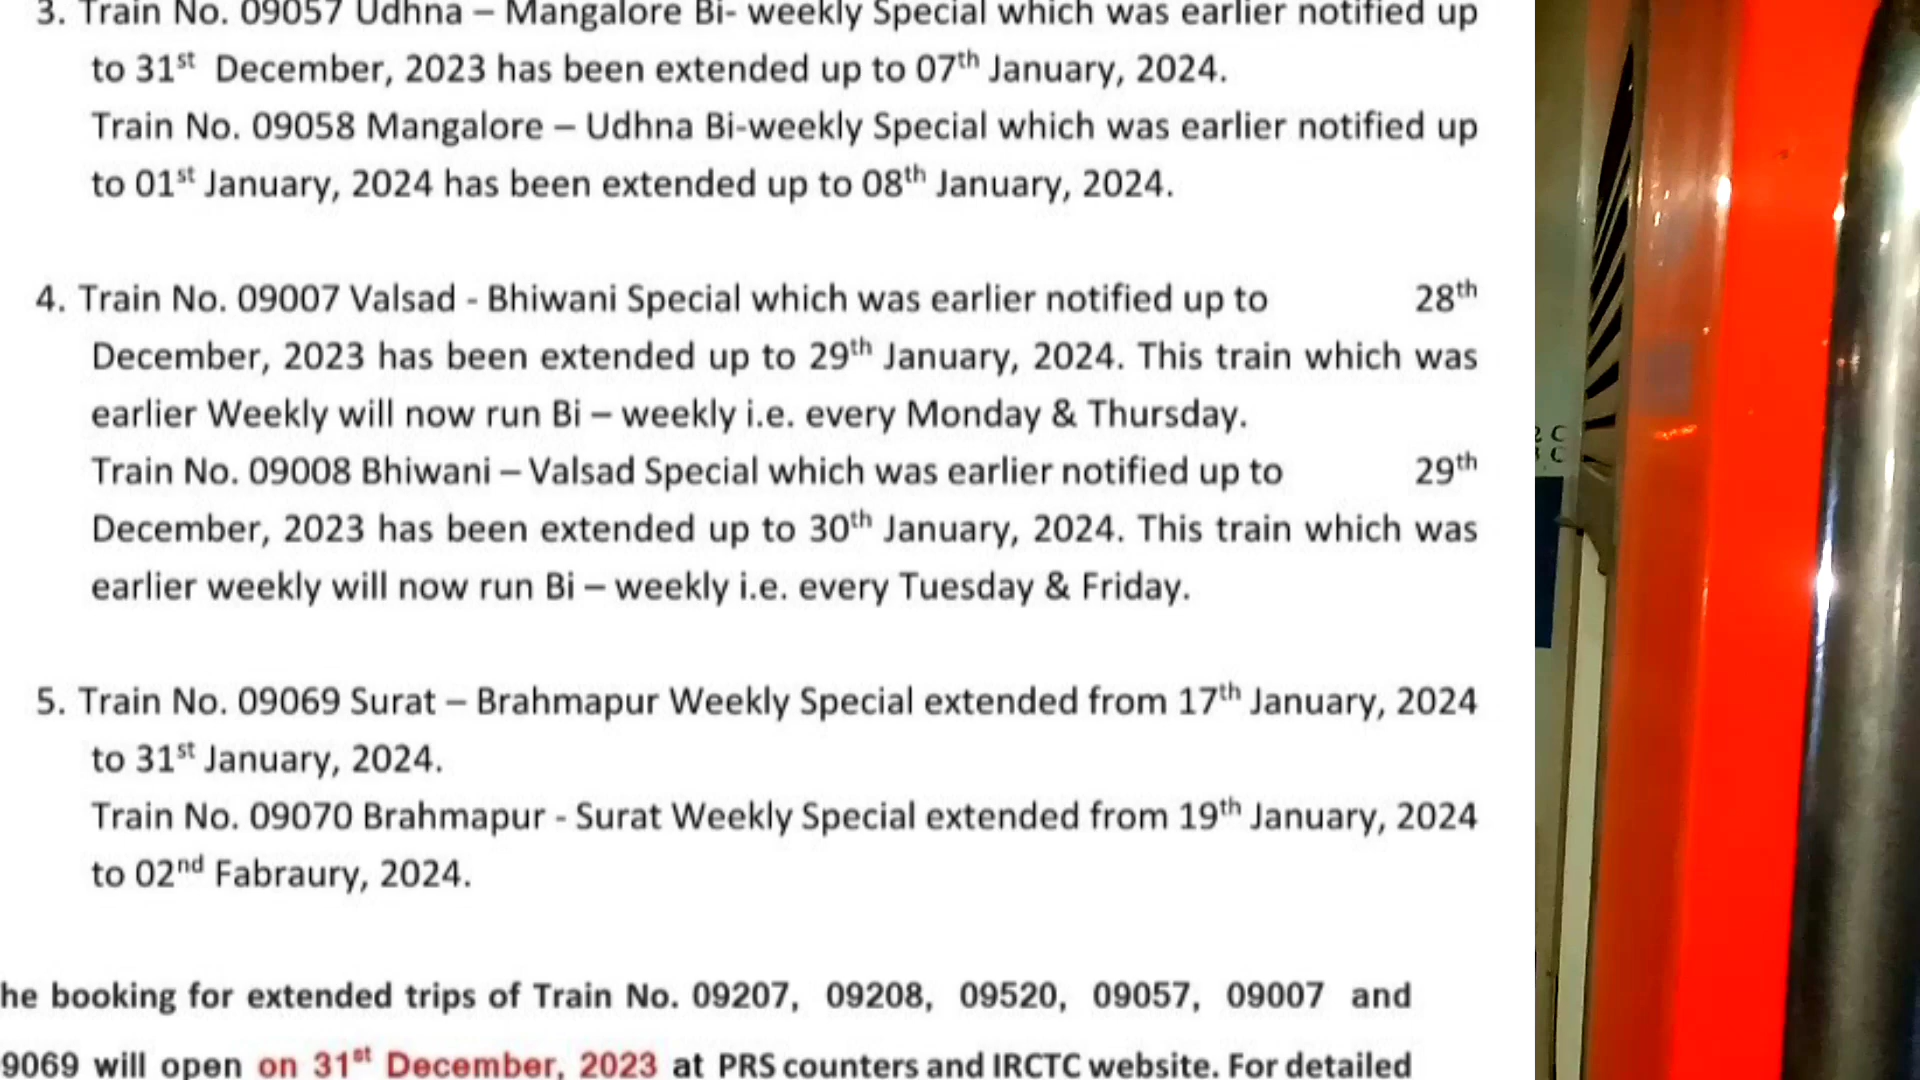 3. Train No. 09057 Udhna – Mangalore Bi- weekly Special which was earlier notified up
to 31st December, 2023 has been extended up to 07th January, 2024.
Train No. 09058 Mangalore – Udhna Bi-weekly Special which was earlier notified up
to 01st January, 2024 has been extended up to 08th January, 2024.
4. Train No. 09007 Valsad - Bhiwani Special which was earlier notified up to 28th
December, 2023 has been extended up to 29th January, 2024. This train which was
earlier Weekly will now run Bi – weekly i.e. every Monday & Thursday.
Train No. 09008 Bhiwani – Valsad Special which was earlier notified up to 29th
December, 2023 has been extended up to 30th January, 2024. This train which was
earlier weekly will now run Bi – weekly i.e. every Tuesday & Friday.
5. Train No. 09069 Surat – Brahmapur Weekly Special extended from 17th January, 2024
to 31st January, 2024.
Train No. 09070 Brahmapur - Surat Weekly Special extended from 19th January, 2024
to 02nd Fabraury, 2024.
he booking for extended trips of Train No. 09207, 09208, 09520, 09057, 09007 and
9069 will open on 31st December, 2023 at PRS counters and IRCTC website. For detailed